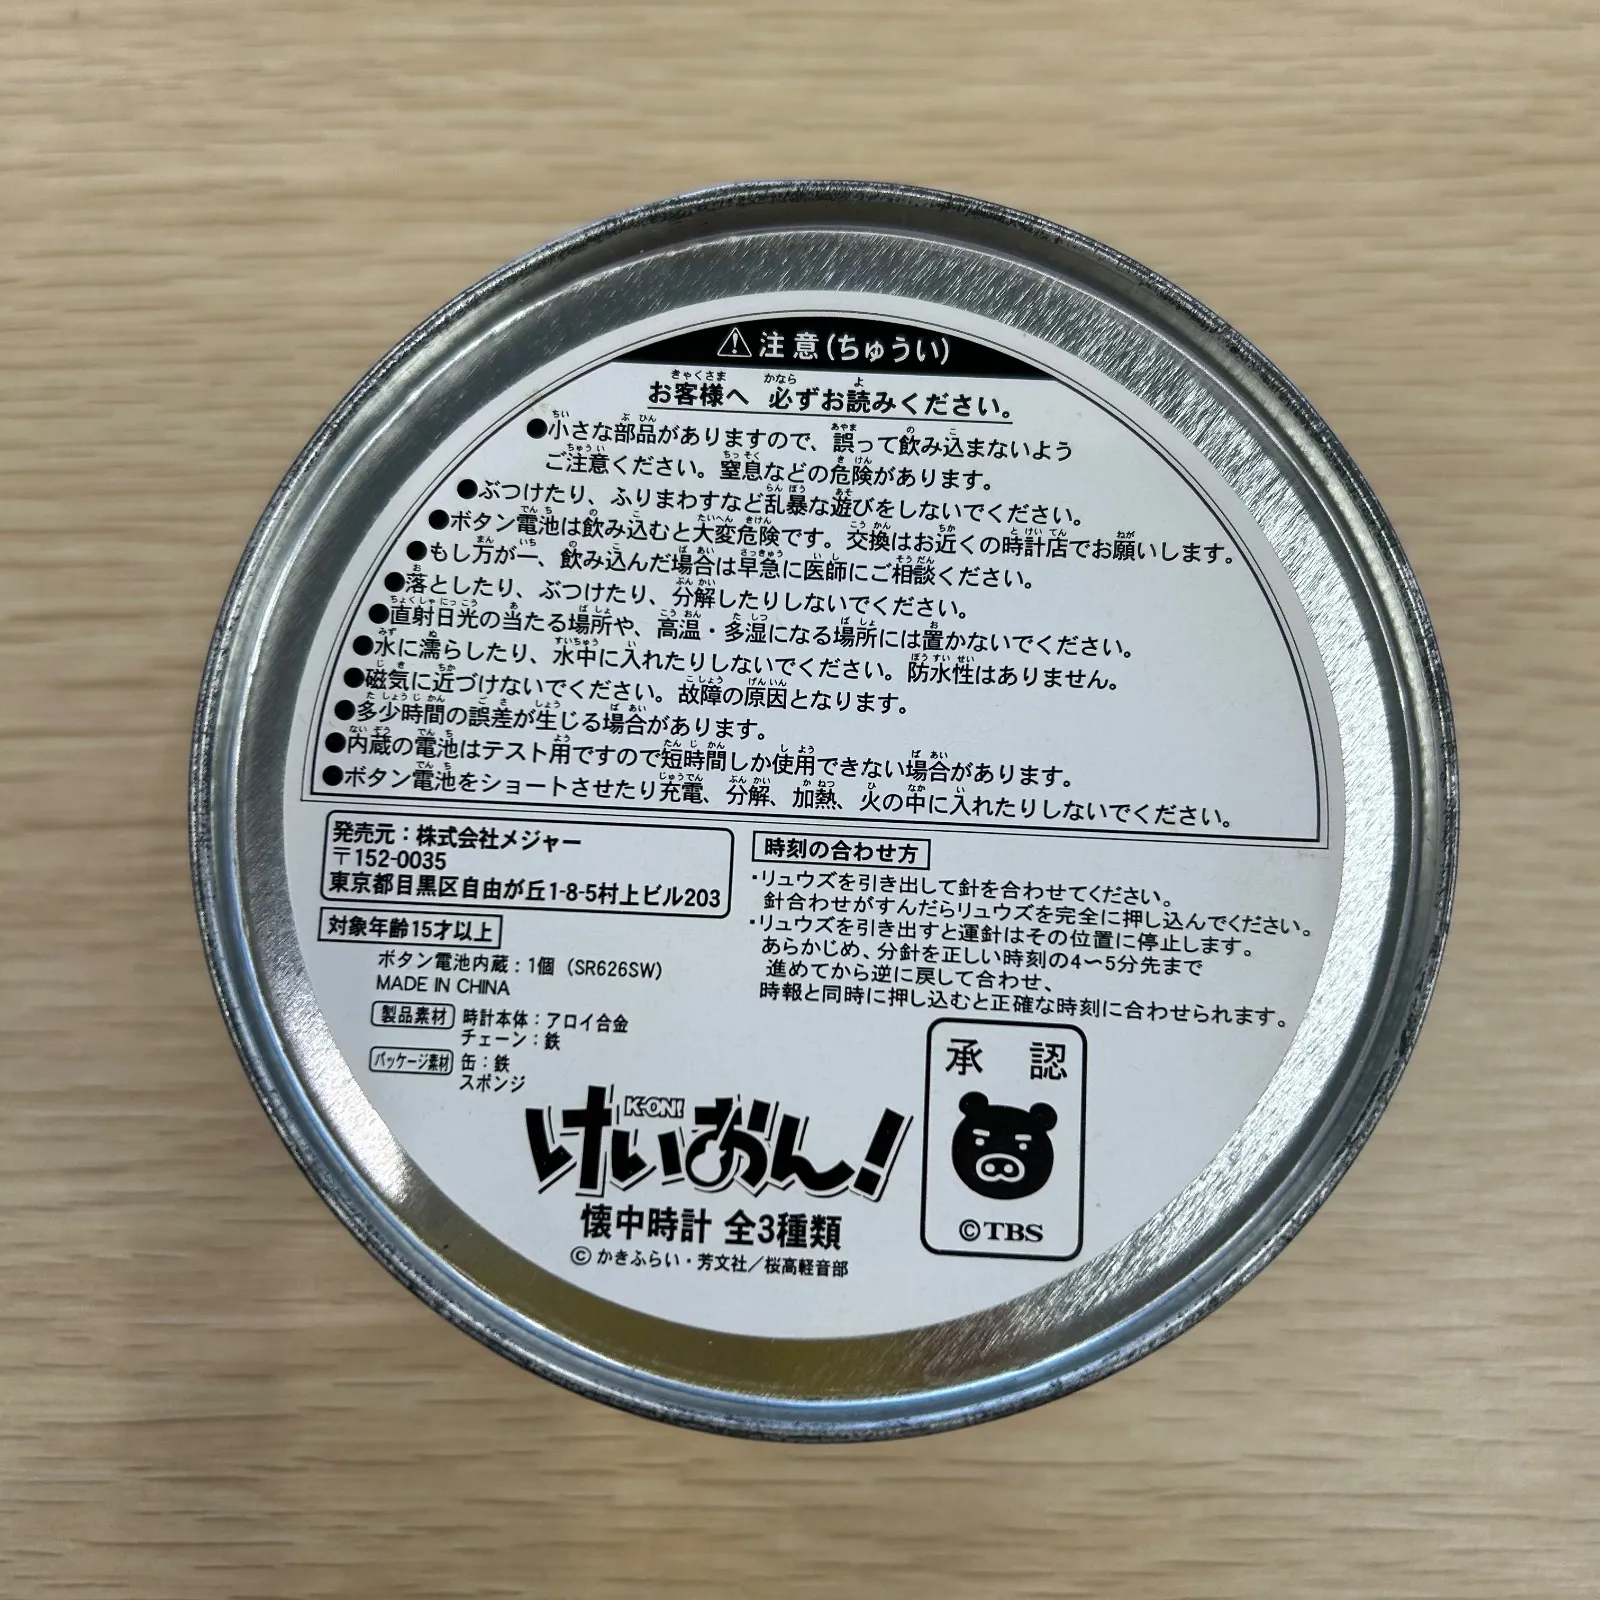 ⚠注意(ちゅうい)
お客様へ 必ずお読みください。
●小さな部品がありますので、誤って飲み込まないよう
ご注意ください。窒息などの危険があります。
●ぶつけたり、ふりまわすなど乱暴な遊びをしないでください。
●ボタン電池は飲み込むと大変危険です。交換はお近くの時計店でお願いします。
●もし万が一、飲み込んだ場合は早急に医師にご相談ください。
●落としたり、ぶつけたり、分解したりしないでください。
●直射日光の当たる場所や、高温・多湿になる場所には置かないでください。
●水に濡らしたり、水中に入れたりしないでください。防水性はありません。
●磁気に近づけないでください。故障の原因となります。
●多少時間の誤差が生じる場合があります。
●内蔵の電池はテスト用ですので短時間しか使用できない場合があります。
●ボタン電池をショートさせたり充電、分解、加熱、火の中に入れたりしないでください。
発売元：株式会社メジャー
〒152-0035
東京都目黒区自由が丘1-8-5村上ビル203
対象年齢15才以上
ボタン電池内蔵：1個（SR626SW）
MADE IN CHINA
製品素材 時計本体：アロイ合金
チェーン：鉄
パッケージ素材 缶：鉄
スポンジ
時刻の合わせ方
・リュウズを引き出して針を合わせてください。
針合わせがすんだらリュウズを完全に押し込んでください。
・リュウズを引き出すと運針はその位置に停止します。
あらかじめ、分針を正しい時刻の4〜5分先まで
進めてから逆に戻して合わせ、
時報と同時に押し込むと正確な時刻に合わせられます。
K-ON!
けいおん！
懐中時計 全3種類
© かきふらい・芳文社／桜高軽音部
承認
©TBS